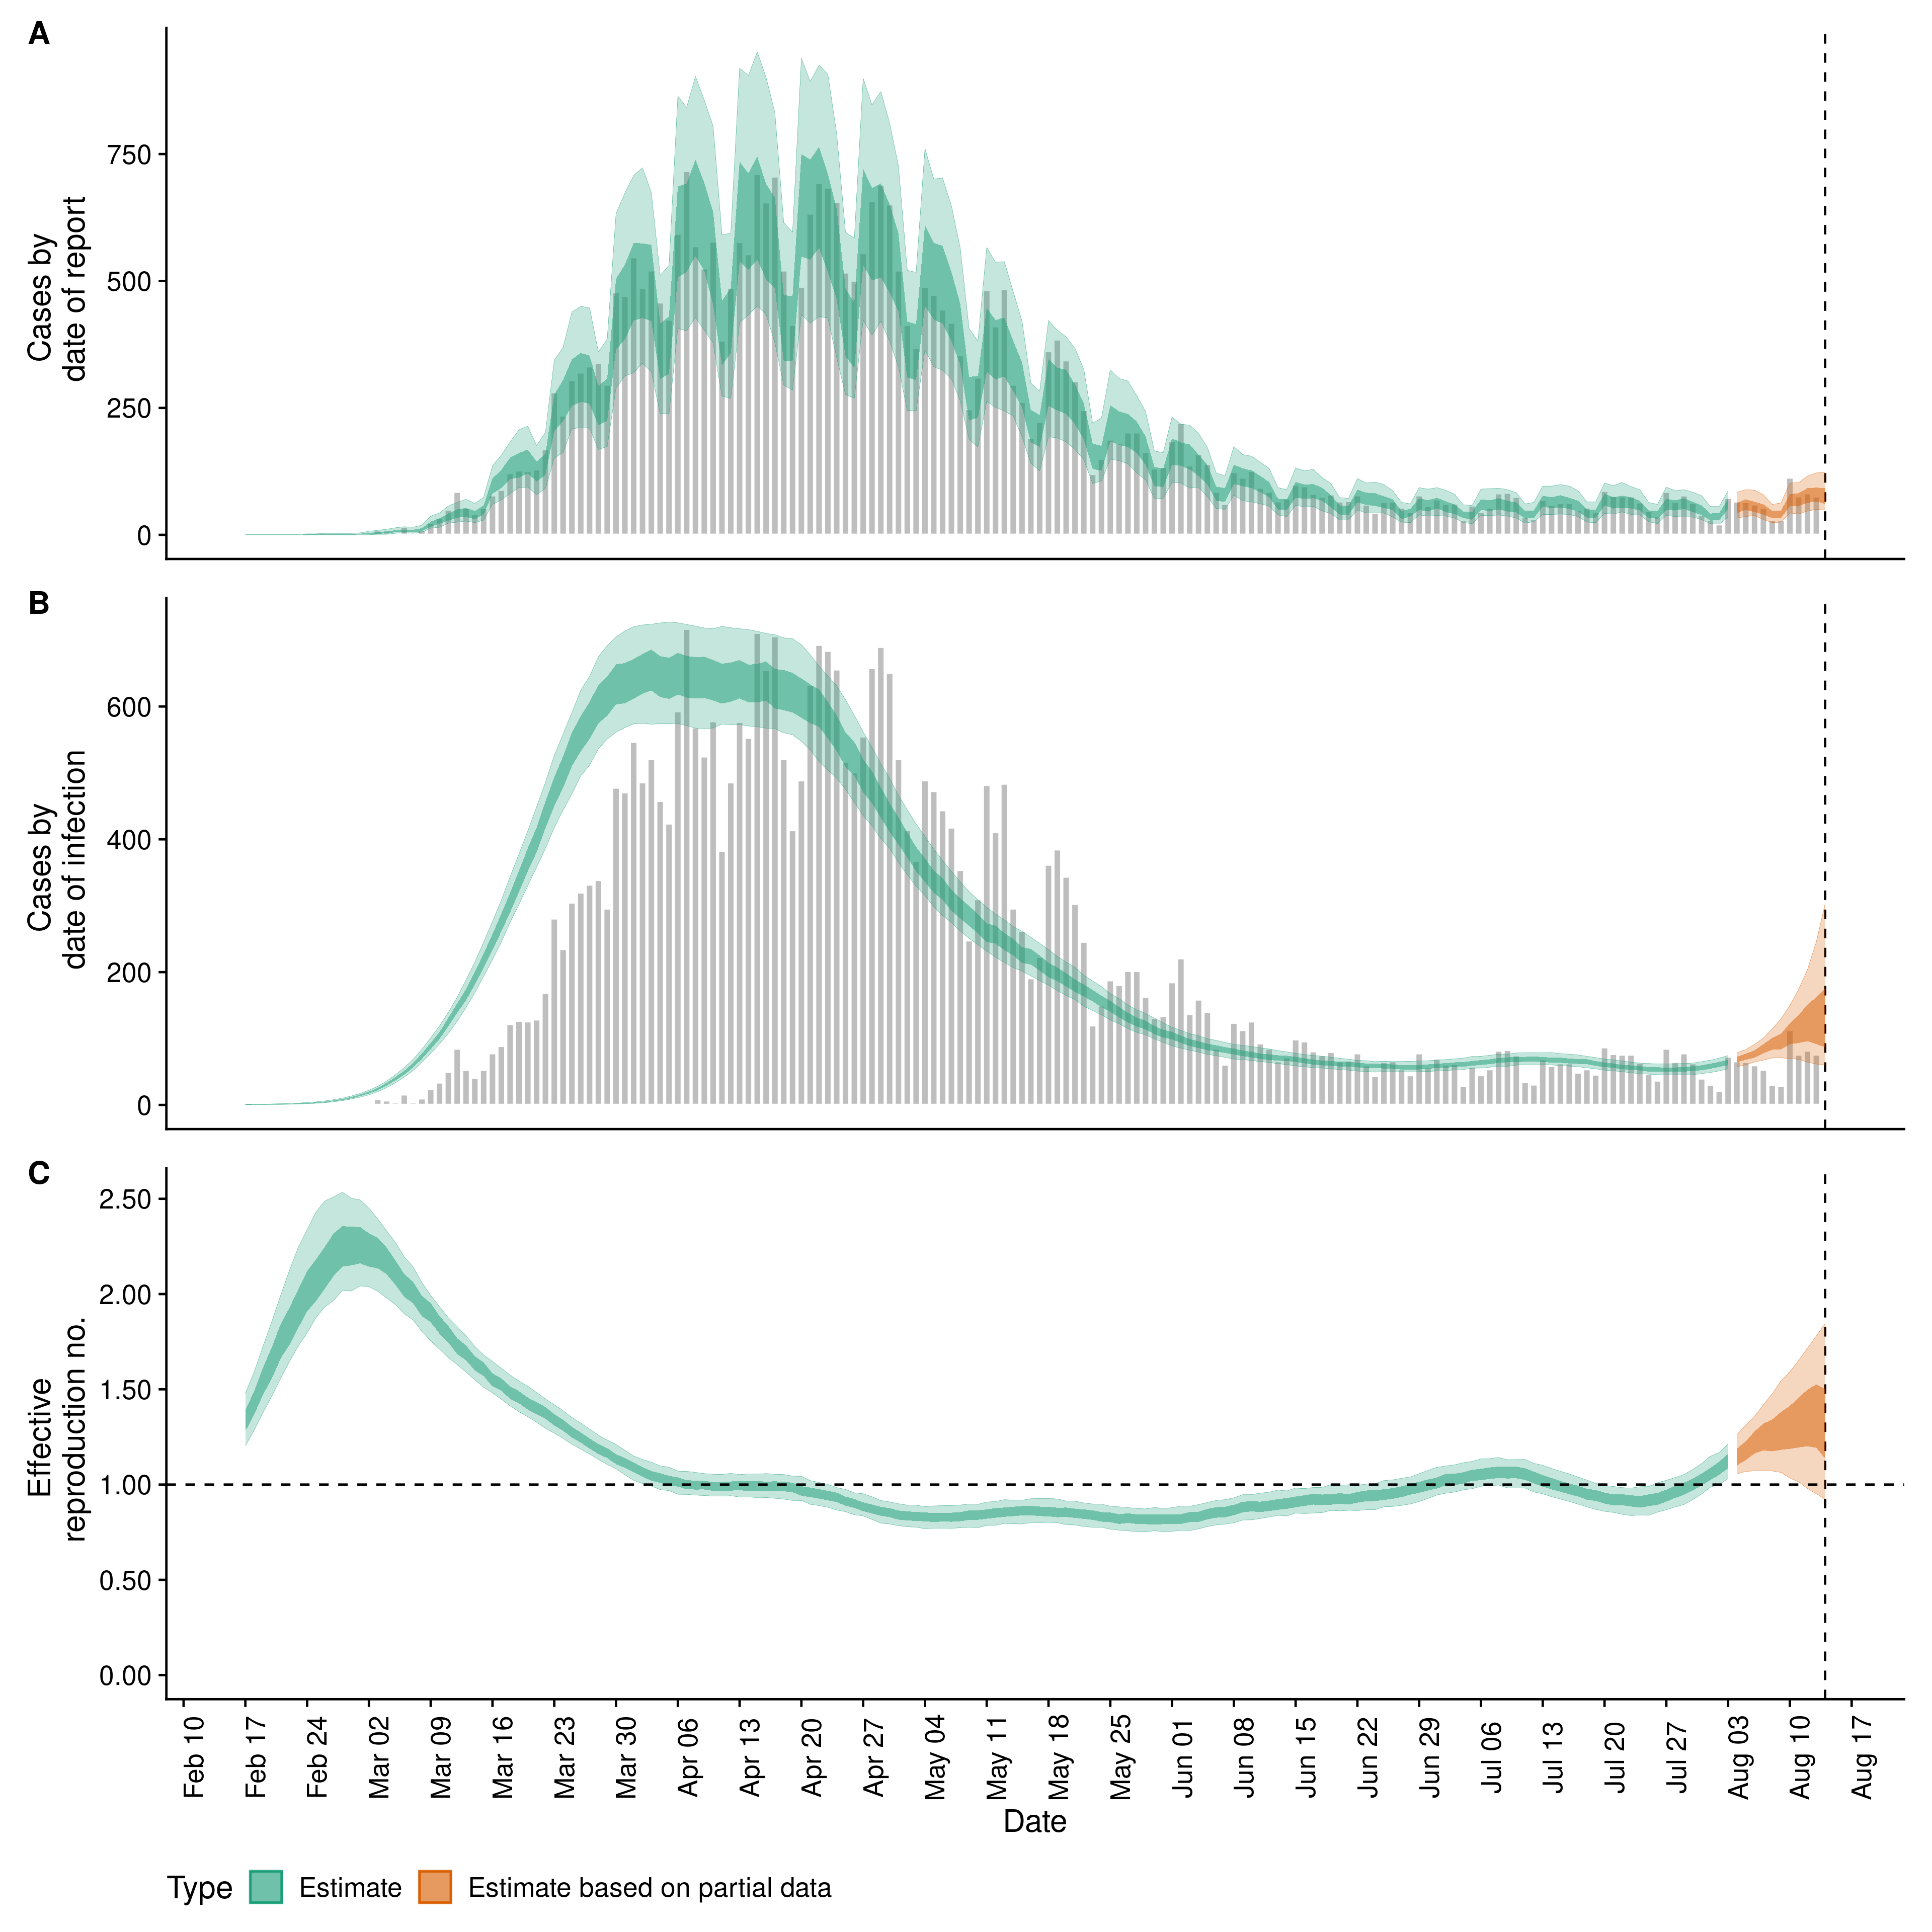 A
Cases by
date of report
750
500
250
0
B
Cases by
date of infection
600
400
200
0
C
Effective
reproduction no.
2.50
2.00
1.50
1.00
0.50
0.00
Feb 10
Feb 17
Feb 24
Mar 02
Mar 09
Mar 16
Mar 23
Mar 30
Apr 06
Apr 13
Apr 20
Apr 27
May 04
May 11
May 18
May 25
Jun 01
Jun 08
Jun 15
Jun 22
Jun 29
Jul 06
Jul 13
Jul 20
Jul 27
Aug 03
Aug 10
Aug 17
Date
Type Estimate Estimate based on partial data